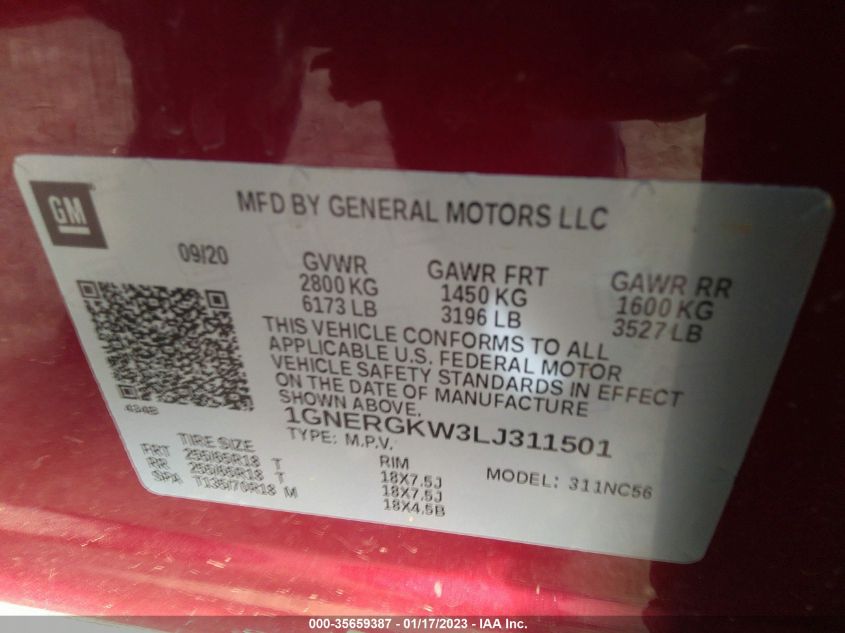 GM
MFD BY GENERAL MOTORS LLC
09/20
GVWR GAWR FRT GAWR RR
2800 KG 1450 KG 1600 KG
6173 LB 3196 LB 3527 LB
THIS VEHICLE CONFORMS TO ALL
APPLICABLE U.S. FEDERAL MOTOR
VEHICLE SAFETY STANDARDS IN EFFECT
ON THE DATE OF MANUFACTURE
SHOWN ABOVE.
434B
1GNERGKW3LJ311501
TYPE: M.P.V.
MODEL: 311NC56
TIRE SIZE RIM
FRT 255/65R18 T 18X7.5J
RR 255/65R18 T 18X7.5J
SPA T135/70R18 M 18X4.5B
000-35659387 - 01/17/2023 - IAA Inc.